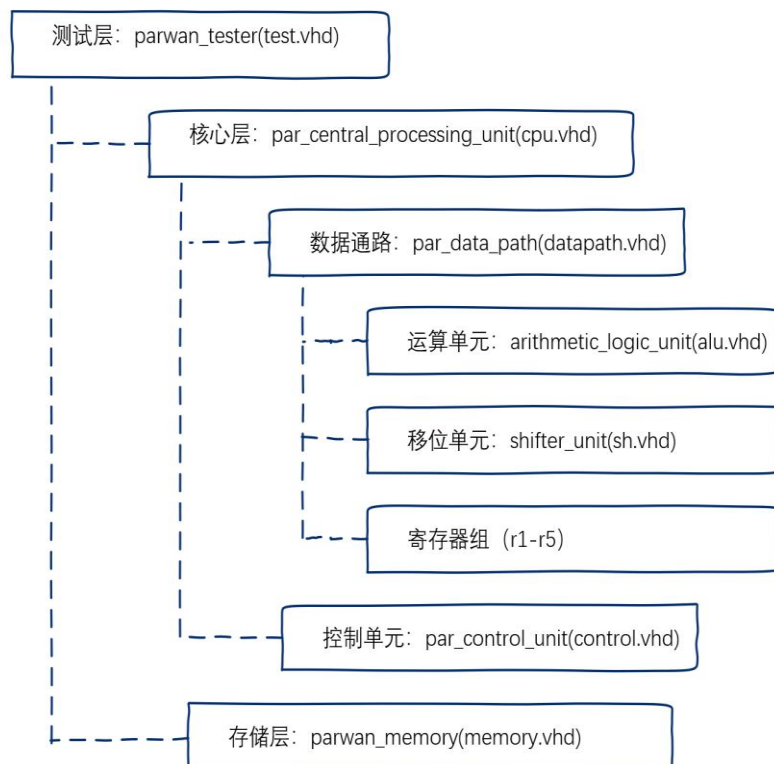 测试层：parwan_tester(test.vhd)
核心层：par_central_processing_unit(cpu.vhd)
数据通路：par_data_path(datapath.vhd)
运算单元：arithmetic_logic_unit(alu.vhd)
移位单元：shifter_unit(sh.vhd)
寄存器组（r1-r5）
控制单元：par_control_unit(control.vhd)
存储层：parwan_memory(memory.vhd)